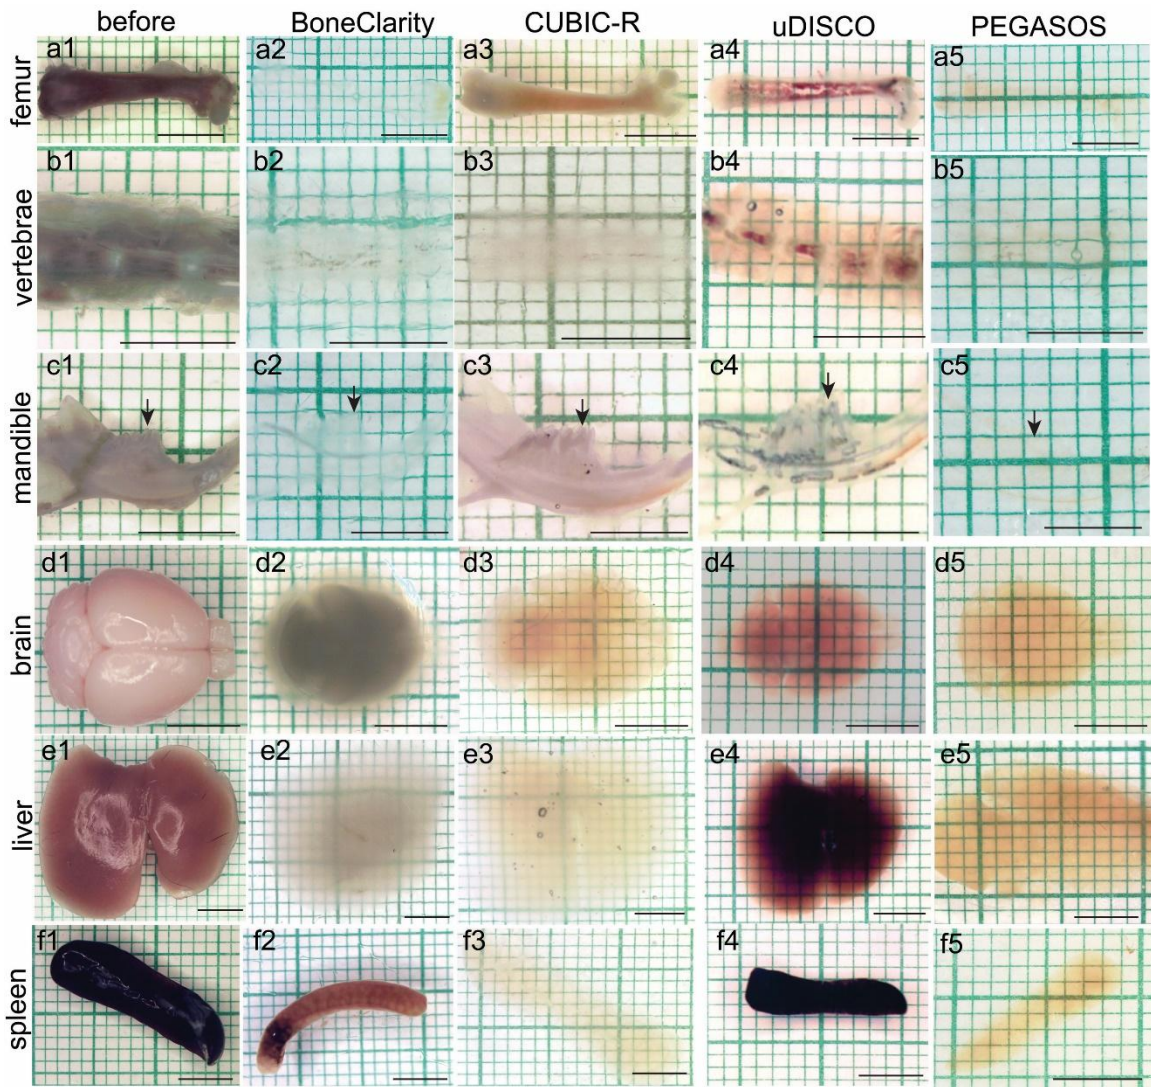 before BoneClarity CUBIC-R uDISCO PEGASOS
femur a1 a2 a3 a4 a5
vertebrae b1 b2 b3 b4 b5
mandible c1 c2 c3 c4 c5
brain d1 d2 d3 d4 d5
liver e1 e2 e3 e4 e5
spleen f1 f2 f3 f4 f5